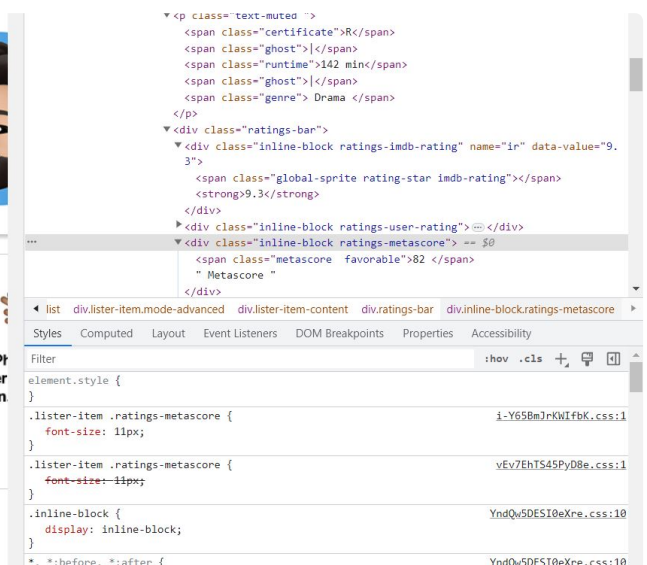 <p class="text-muted ">
<span class="certificate">R</span>
<span class="ghost">|</span>
<span class="runtime">142 min</span>
<span class="ghost">|</span>
<span class="genre"> Drama </span>
</p>
<div class="ratings-bar">
<div class="inline-block ratings-imdb-rating" name="ir" data-value="9.
3">
<span class="global-sprite rating-star imdb-rating"></span>
<strong>9.3</strong>
</div>
<div class="inline-block ratings-user-rating">…</div>
… <div class="inline-block ratings-metascore"> == $0
<span class="metascore  favorable">82 </span>
" Metascore "
</div>
list div.lister-item.mode-advanced div.lister-item-content div.ratings-bar div.inline-block.ratings-metascore
Styles Computed Layout Event Listeners DOM Breakpoints Properties Accessibility
Filter :hov .cls +
element.style {
}
.lister-item .ratings-metascore { i-Y65BmJrKWIfbK.css:1
font-size: 11px;
}
.lister-item .ratings-metascore { vEv7EhTS45PyD8e.css:1
font-size: 11px;
}
.inline-block { YndQw5DESI0eXre.css:10
display: inline-block;
}
*, *:before, *:after { YndQw5DESI0eXre.css:10